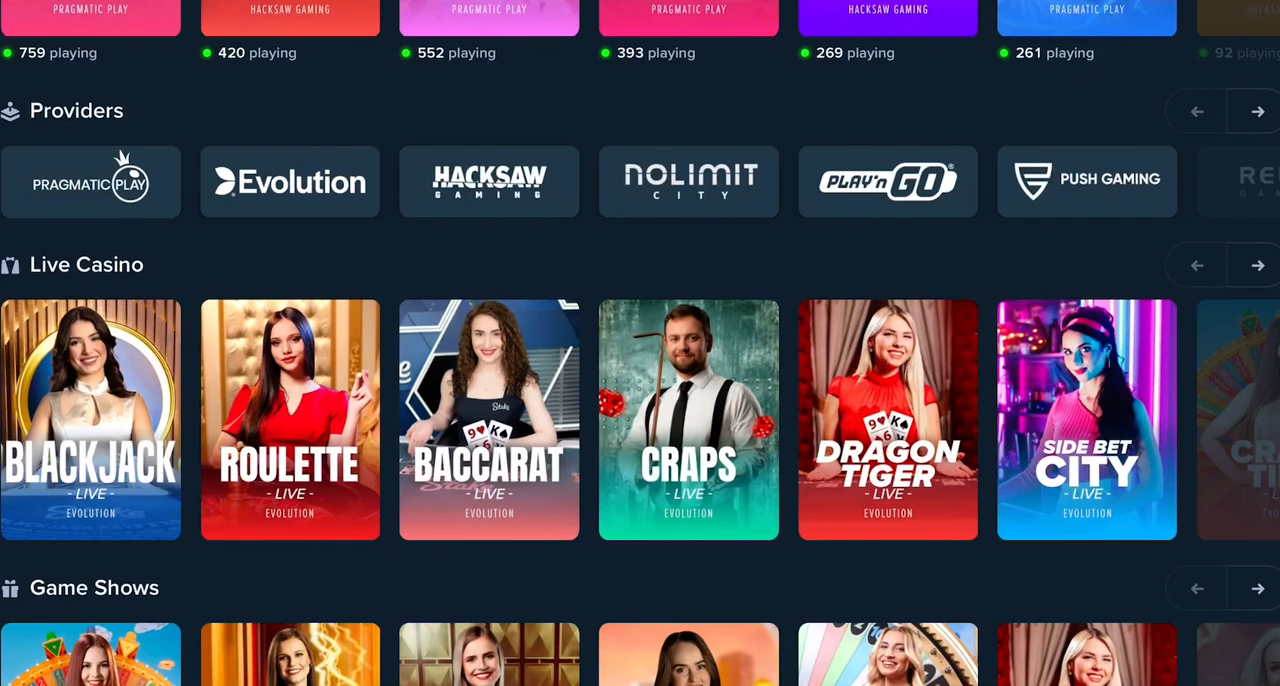 PRAGMATIC PLAY
HACKSAW GAMING
PRAGMATIC PLAY
PRAGMATIC PLAY
HACKSAW GAMING
PRAGMATIC PLAY
759 playing
420 playing
552 playing
393 playing
269 playing
261 playing
92 playing
Providers
PRAGMATIC PLAY
Evolution
HACKSAW GAMING
NOLIMIT CITY
PLAY'n GO
PUSH GAMING
Live Casino
BLACKJACK
- LIVE -
EVOLUTION
ROULETTE
- LIVE -
EVOLUTION
Stake
BACCARAT
- LIVE -
EVOLUTION
CRAPS
- LIVE -
EVOLUTION
DRAGON
TIGER
- LIVE -
EVOLUTION
SIDE BET
CITY
- LIVE -
EVOLUTION
Game Shows